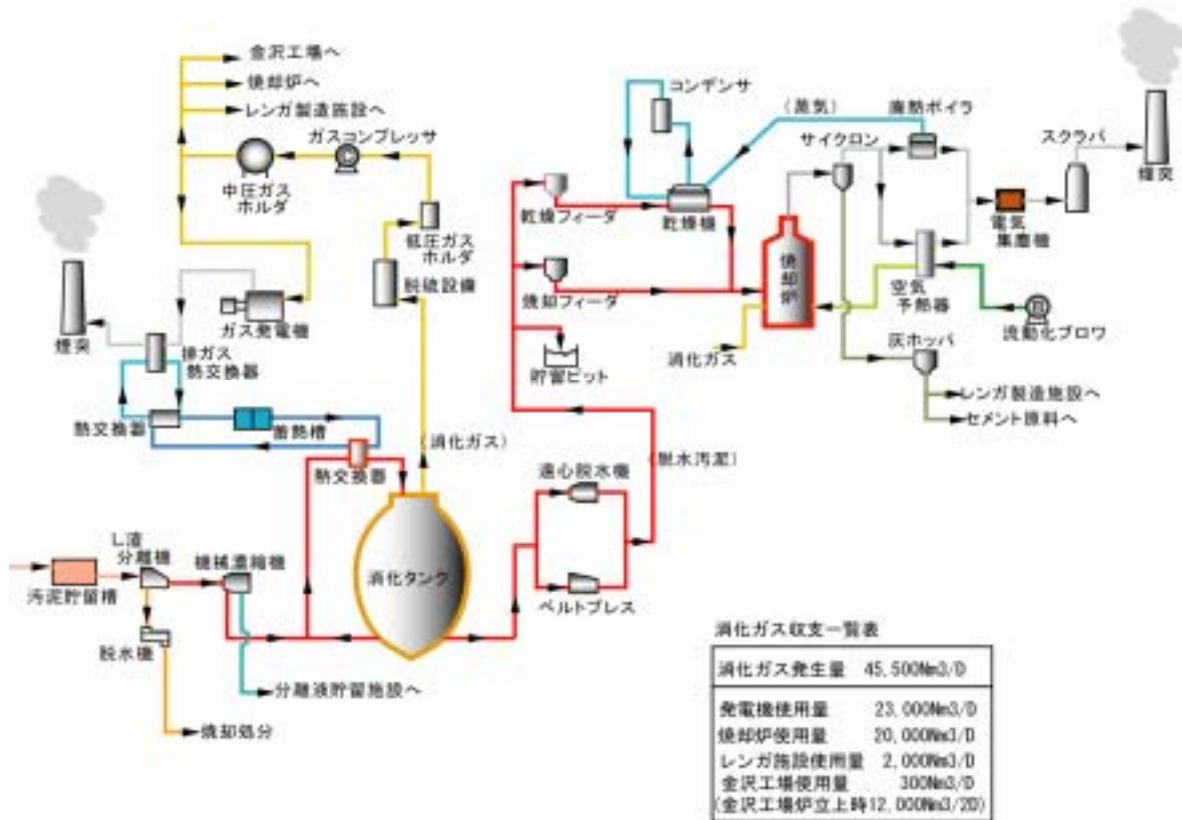 金沢工場へ
焼却炉へ
レンガ製造施設へ
ガスコンプレッサ
中圧ガス
ホルダ
低圧ガス
ホルダ
脱硫設備
ガス発電機
煙突
排ガス
熱交換器
熱交換器
蓄熱槽
(消化ガス)
熱交換器
L渣
分離機
機械濃縮機
汚泥貯留槽
脱水機
消化タンク
分離液貯留施設へ
焼却処分
コンデンサ
(蒸気)
廃熱ボイラ
サイクロン
スクラバ
煙突
乾燥フィーダ
乾燥機
焼却炉
電気
集塵機
空気
予熱器
焼却フィーダ
流動化ブロワ
消化ガス
灰ホッパ
貯留ピット
レンガ製造施設へ
セメント原料へ
(脱水汚泥)
遠心脱水機
ベルトプレス
消化ガス収支一覧表
消化ガス発生量 45,500Nm3/D
発電機使用量 23,000Nm3/D
焼却炉使用量 20,000Nm3/D
レンガ施設使用量 2,000Nm3/D
金沢工場使用量 300Nm3/D
(金沢工場炉立上時12,000Nm3/2D)